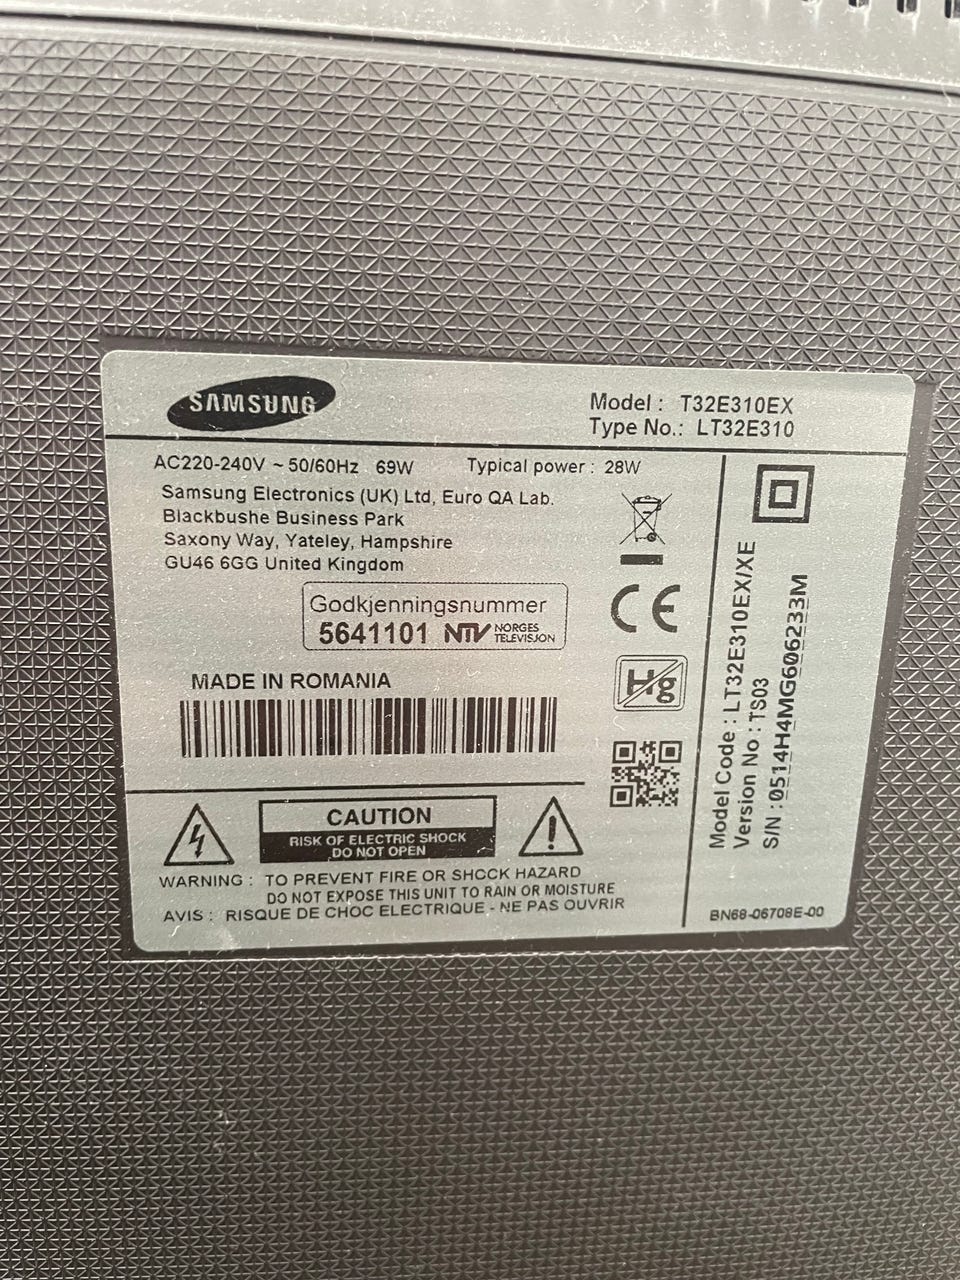 SAMSUNG
Model : T32E310EX
Type No.: LT32E310
AC220-240V ~ 50/60Hz 69W Typical power : 28W
Samsung Electronics (UK) Ltd, Euro QA Lab.
Blackbushe Business Park
Saxony Way, Yateley, Hampshire
GU46 6GG United Kingdom
Godkjenningsnummer
5641101 NTV NORGES
TELEVISJON
CE
Hg
MADE IN ROMANIA
CAUTION
RISK OF ELECTRIC SHOCK
DO NOT OPEN
WARNING : TO PREVENT FIRE OR SHOCK HAZARD
DO NOT EXPOSE THIS UNIT TO RAIN OR MOISTURE
AVIS : RISQUE DE CHOC ELECTRIQUE - NE PAS OUVRIR
Model Code : LT32E310EX/XE
Version No : TS03
S/N : 0514H4MG606233M
BN68-06708E-00